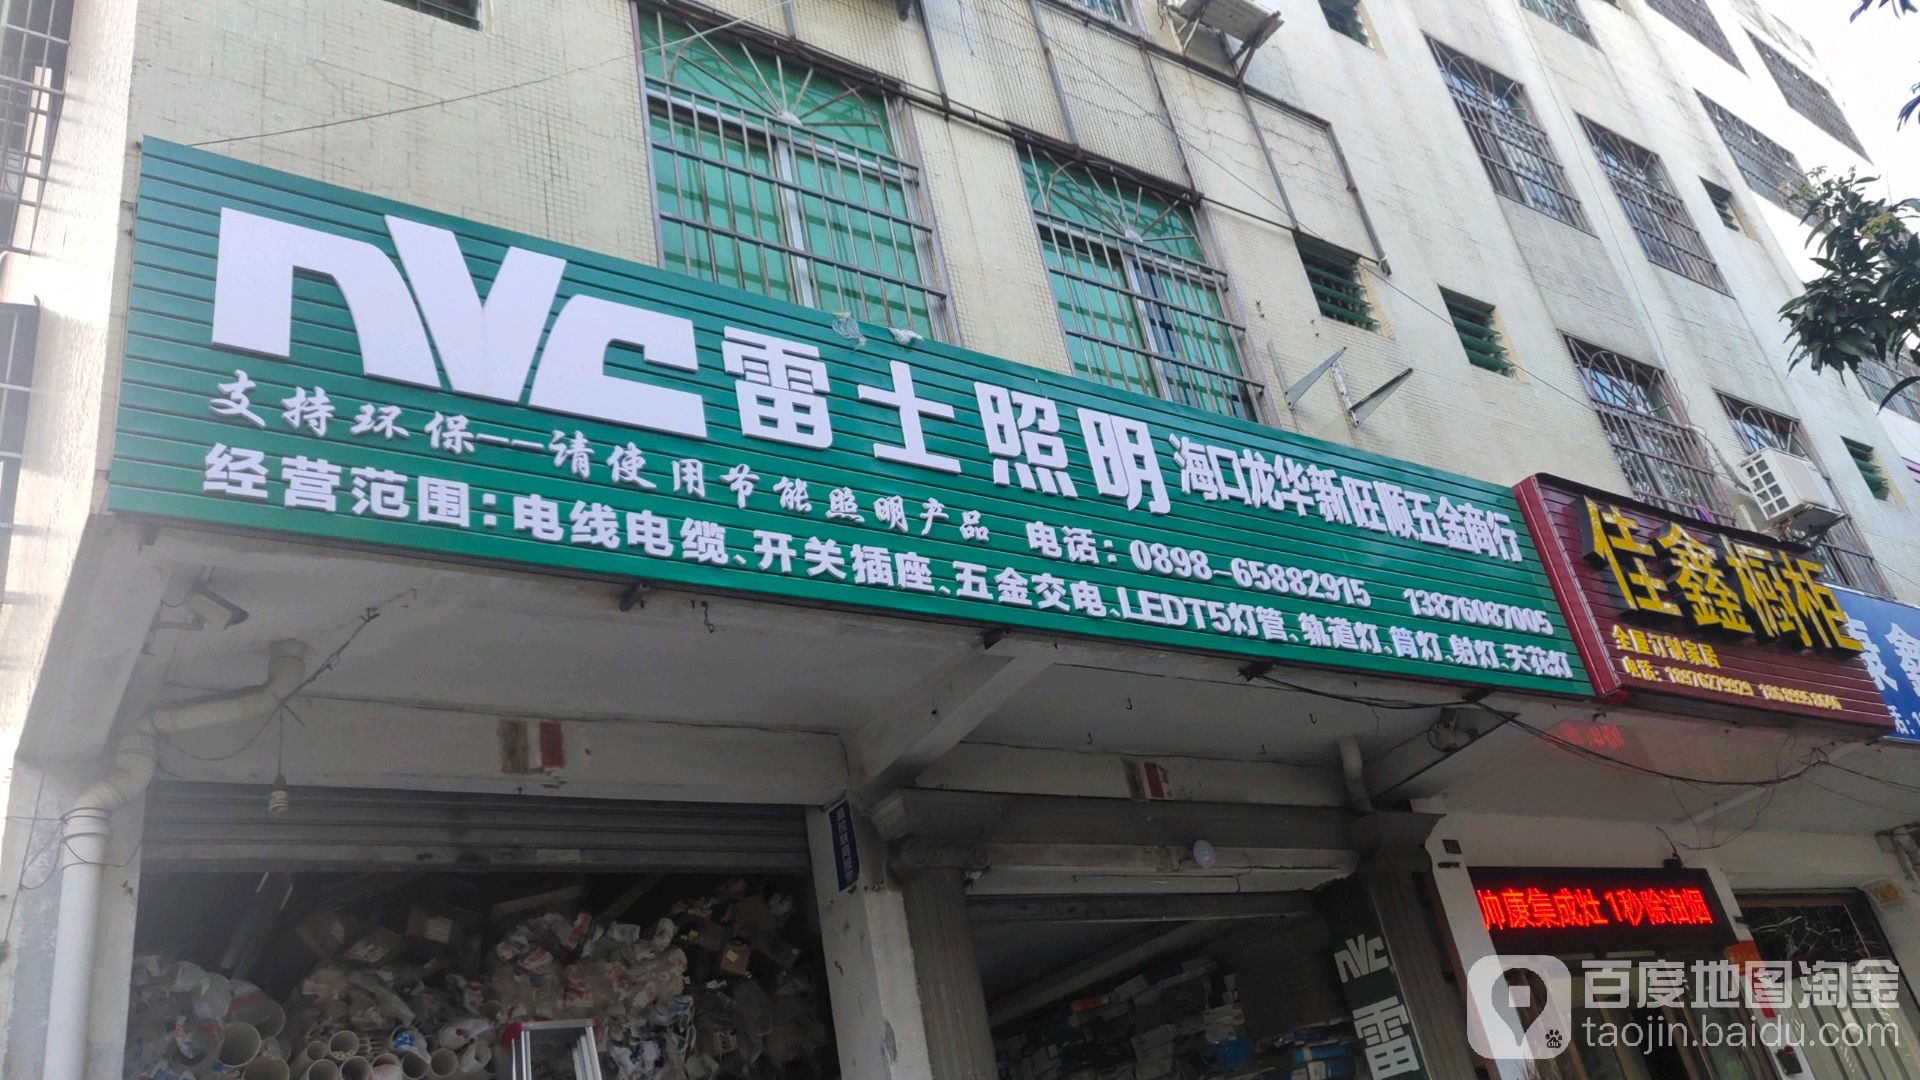 nVC 雷士照明 海口龙华新旺顺五金商行
支持环保--请使用节能照明产品 电话：0898-65882915 13876087005
经营范围：电线电缆、开关插座、五金交电、LEDT5灯管、轨道灯、筒灯、射灯、天花灯
佳鑫橱柜
全屋订制家居
电话：18976279929
帅康集成灶 1秒除油烟
nVC
雷
百度地图淘金
taojin.baidu.com